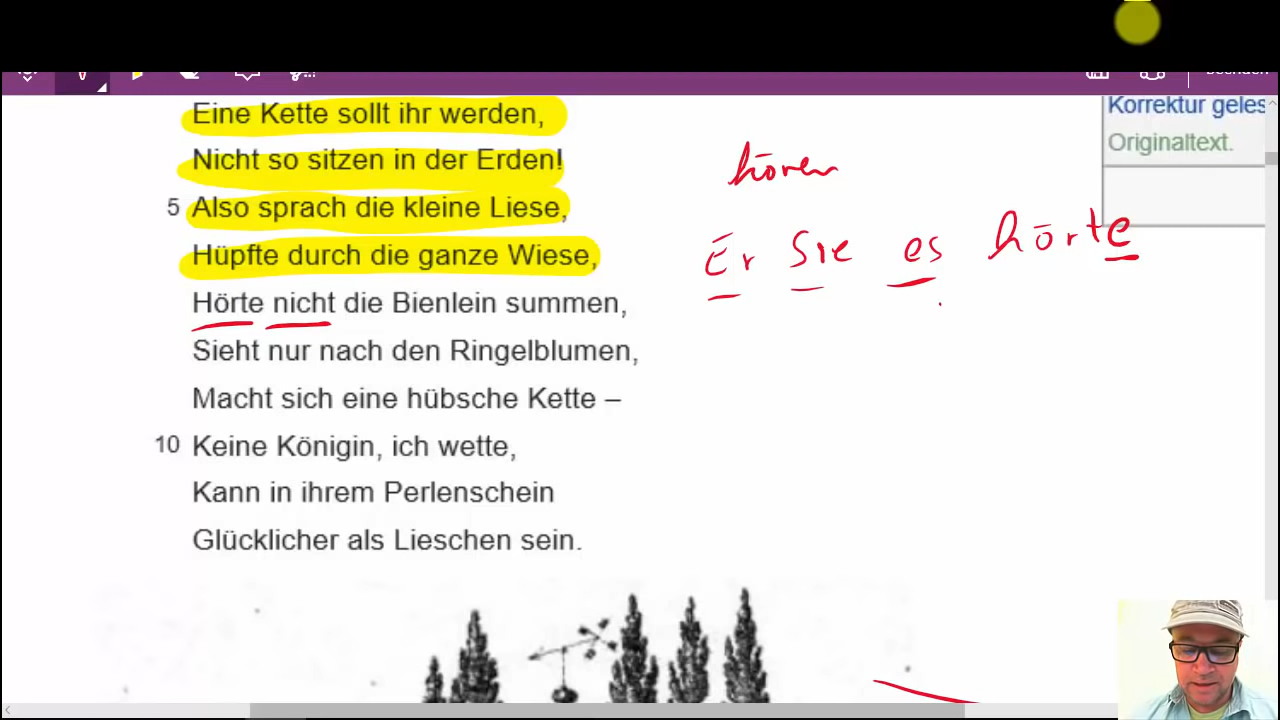 Beenden
Korrektur geles
Originaltext.
Eine Kette sollt ihr werden,
Nicht so sitzen in der Erden!
5 Also sprach die kleine Liese,
Hüpfte durch die ganze Wiese,
Hörte nicht die Bienlein summen,
Sieht nur nach den Ringelblumen,
Macht sich eine hübsche Kette –
10 Keine Königin, ich wette,
Kann in ihrem Perlenschein
Glücklicher als Lieschen sein.
hören
Er Sie es hörte